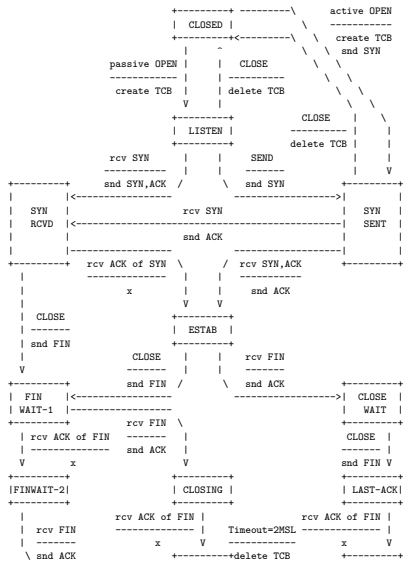 active OPEN
CLOSED
create TCB
snd SYN
passive OPEN CLOSE
create TCB delete TCB
CLOSE
LISTEN
delete TCB
rcv SYN SEND
snd SYN,ACK snd SYN
SYN rcv SYN SYN
RCVD SENT
snd ACK
rcv ACK of SYN rcv SYN,ACK
x snd ACK
CLOSE
snd FIN ESTAB
CLOSE rcv FIN
snd FIN snd ACK
FIN CLOSE
WAIT-1 WAIT
rcv FIN
rcv ACK of FIN CLOSE
snd ACK
x snd FIN
FINWAIT-2 CLOSING LAST-ACK
rcv ACK of FIN rcv ACK of FIN
rcv FIN Timeout=2MSL
x x
snd ACK delete TCB